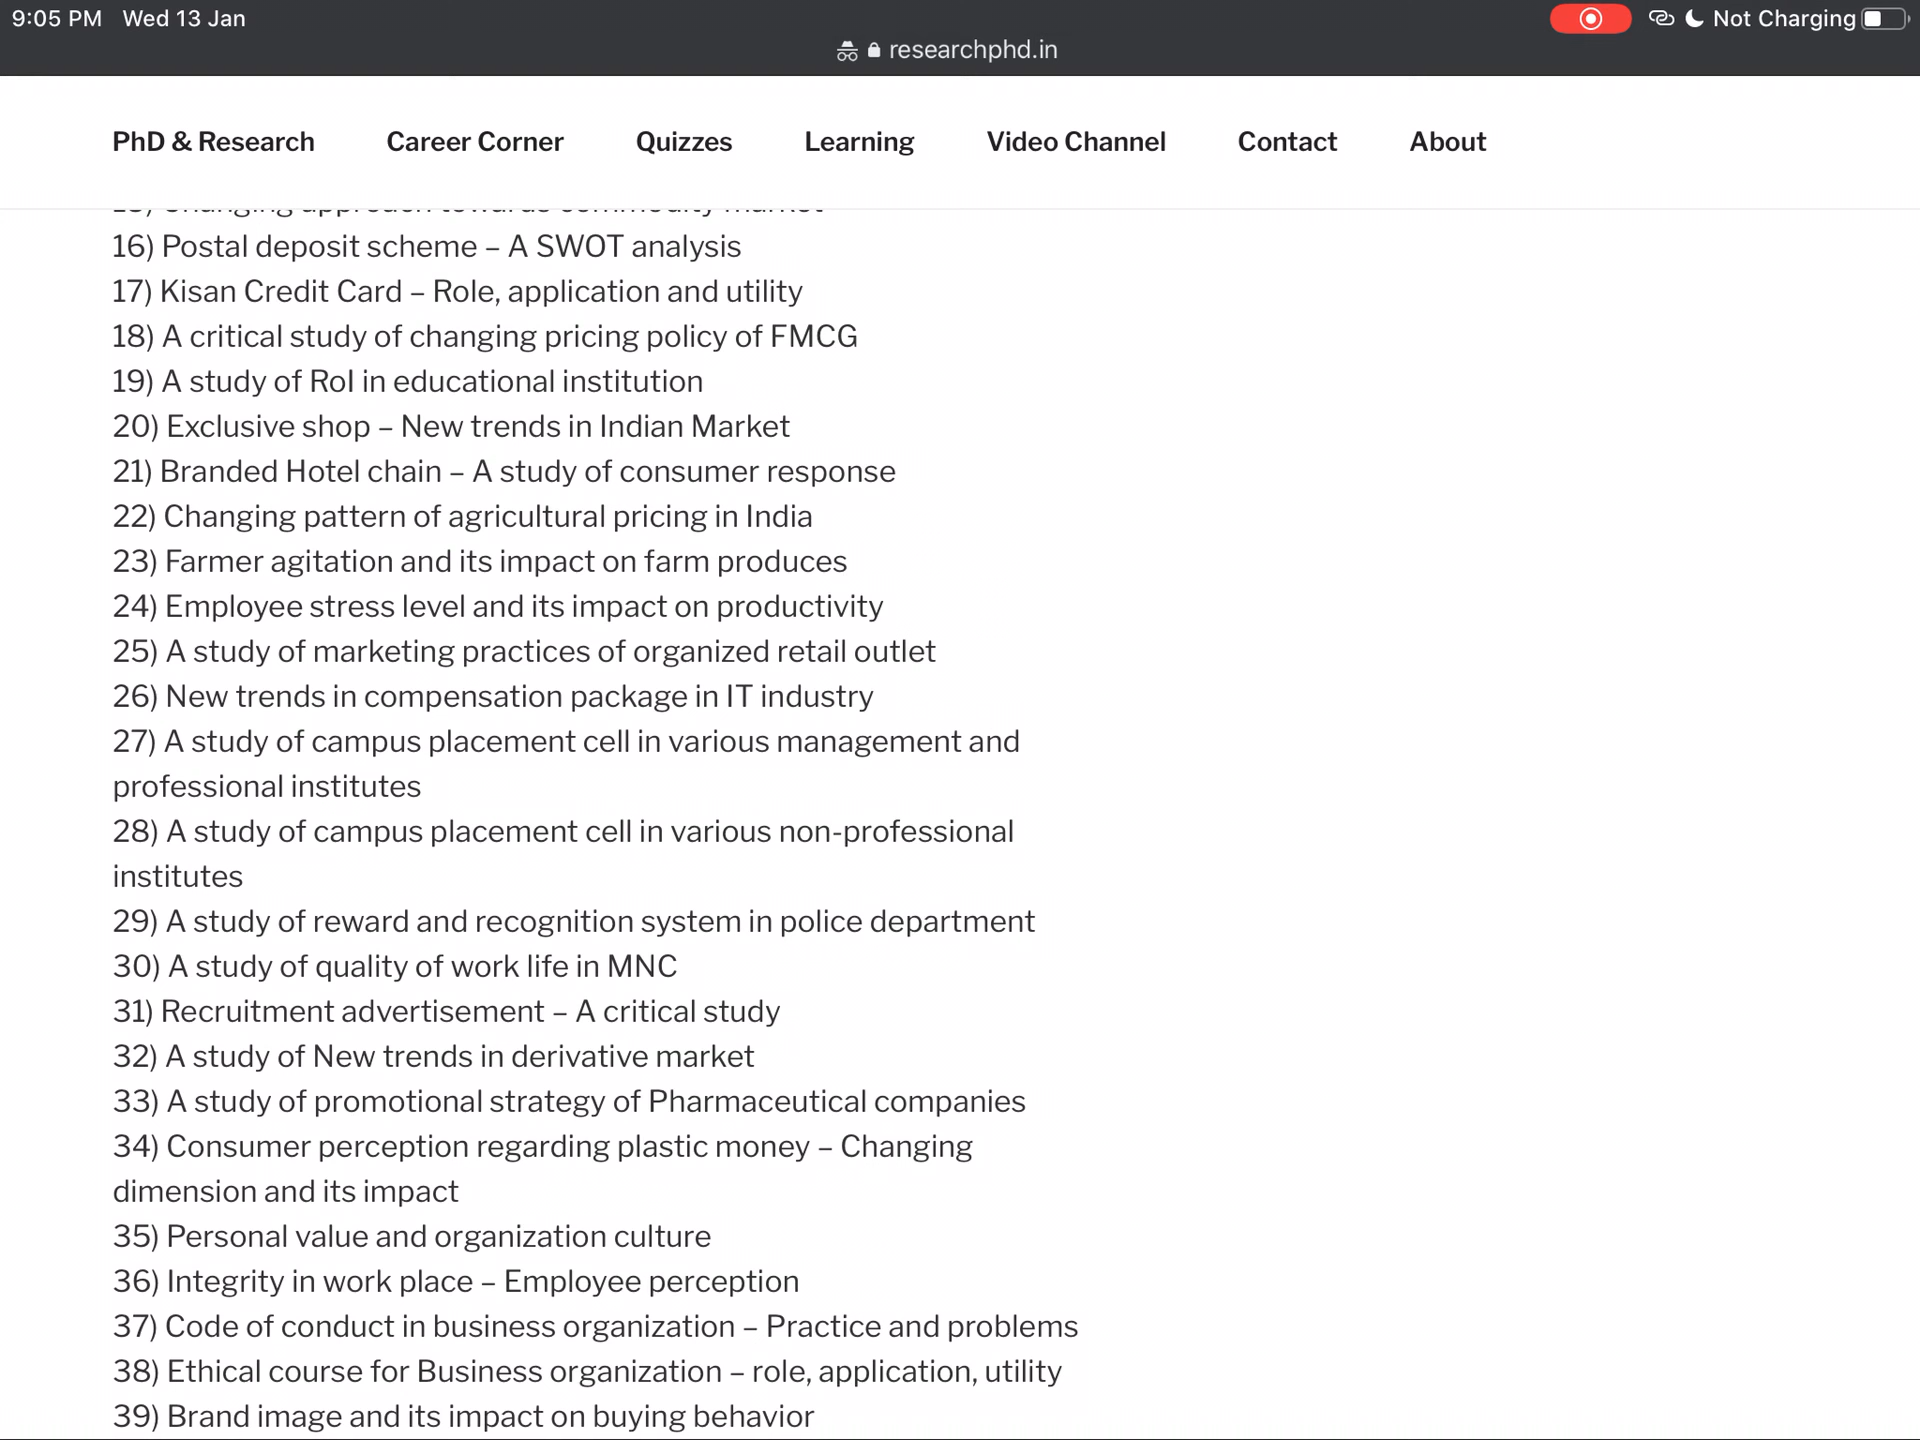 9:05 PM Wed 13 Jan
Not Charging
researchphd.in
PhD & Research Career Corner Quizzes Learning Video Channel Contact About
15) Changing approach towards commodity market
16) Postal deposit scheme – A SWOT analysis
17) Kisan Credit Card – Role, application and utility
18) A critical study of changing pricing policy of FMCG
19) A study of RoI in educational institution
20) Exclusive shop – New trends in Indian Market
21) Branded Hotel chain – A study of consumer response
22) Changing pattern of agricultural pricing in India
23) Farmer agitation and its impact on farm produces
24) Employee stress level and its impact on productivity
25) A study of marketing practices of organized retail outlet
26) New trends in compensation package in IT industry
27) A study of campus placement cell in various management and
professional institutes
28) A study of campus placement cell in various non-professional
institutes
29) A study of reward and recognition system in police department
30) A study of quality of work life in MNC
31) Recruitment advertisement – A critical study
32) A study of New trends in derivative market
33) A study of promotional strategy of Pharmaceutical companies
34) Consumer perception regarding plastic money – Changing
dimension and its impact
35) Personal value and organization culture
36) Integrity in work place – Employee perception
37) Code of conduct in business organization – Practice and problems
38) Ethical course for Business organization – role, application, utility
39) Brand image and its impact on buying behavior